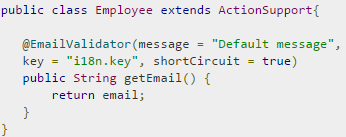 public class Employee extends ActionSupport{
@EmailValidator(message = "Default message",
key = "i18n.key", shortCircuit = true)
public String getEmail() {
return email;
}
}